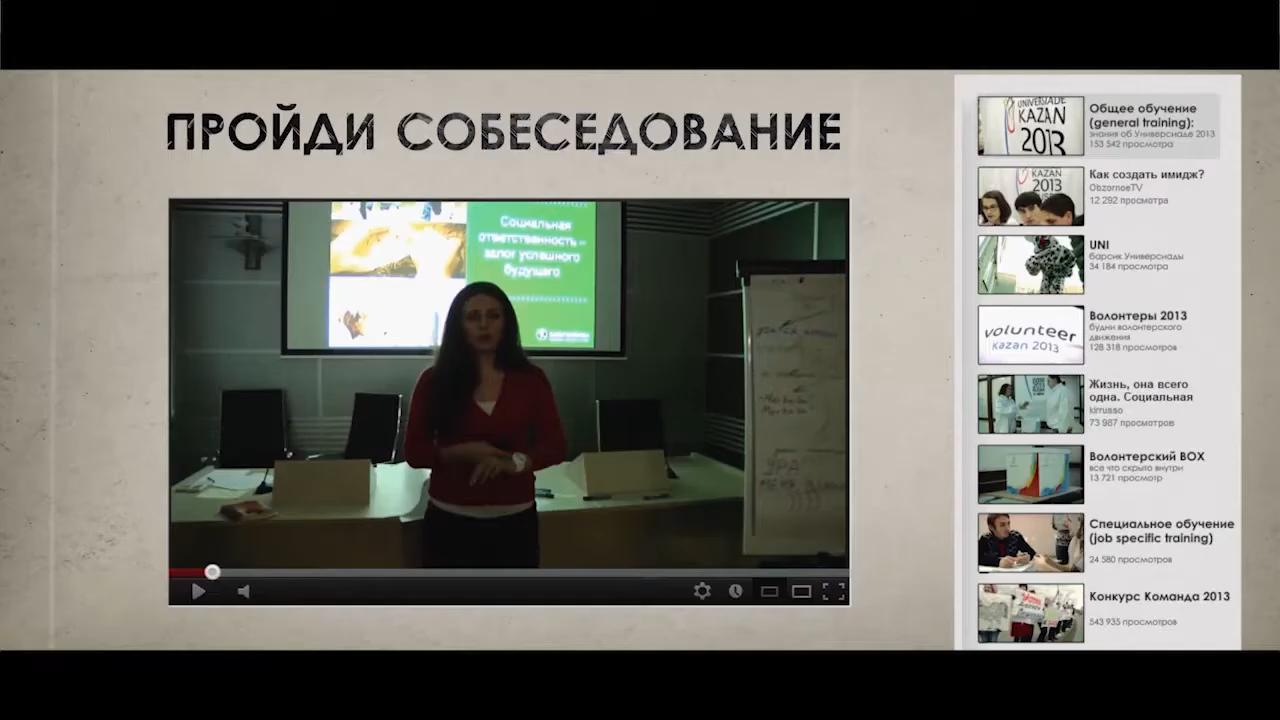 ПРОЙДИ СОБЕСЕДОВАНИЕ
Социальная
ответственность –
залог успешного
будущего
УРА
UNIVERSIADE
KAZAN
2013
Общее обучение
(general training):
знания об Универсиаде 2013
153 542 просмотра
KAZAN
2013
Как создать имидж?
ObzornoeTV
12 292 просмотра
UNI
барсик Универсиады
34 184 просмотра
volunteer
kazan 2013
Волонтеры 2013
будни волонтерского
движения
128 318 просмотров
Жизнь, она всего
одна. Социальная
kirrusso
73 987 просмотров
Волонтерский BOX
все что скрыто внутри
13 721 просмотр
Специальное обучение
(job specific training)
24 580 просмотров
Конкурс Команда 2013
543 935 просмотров